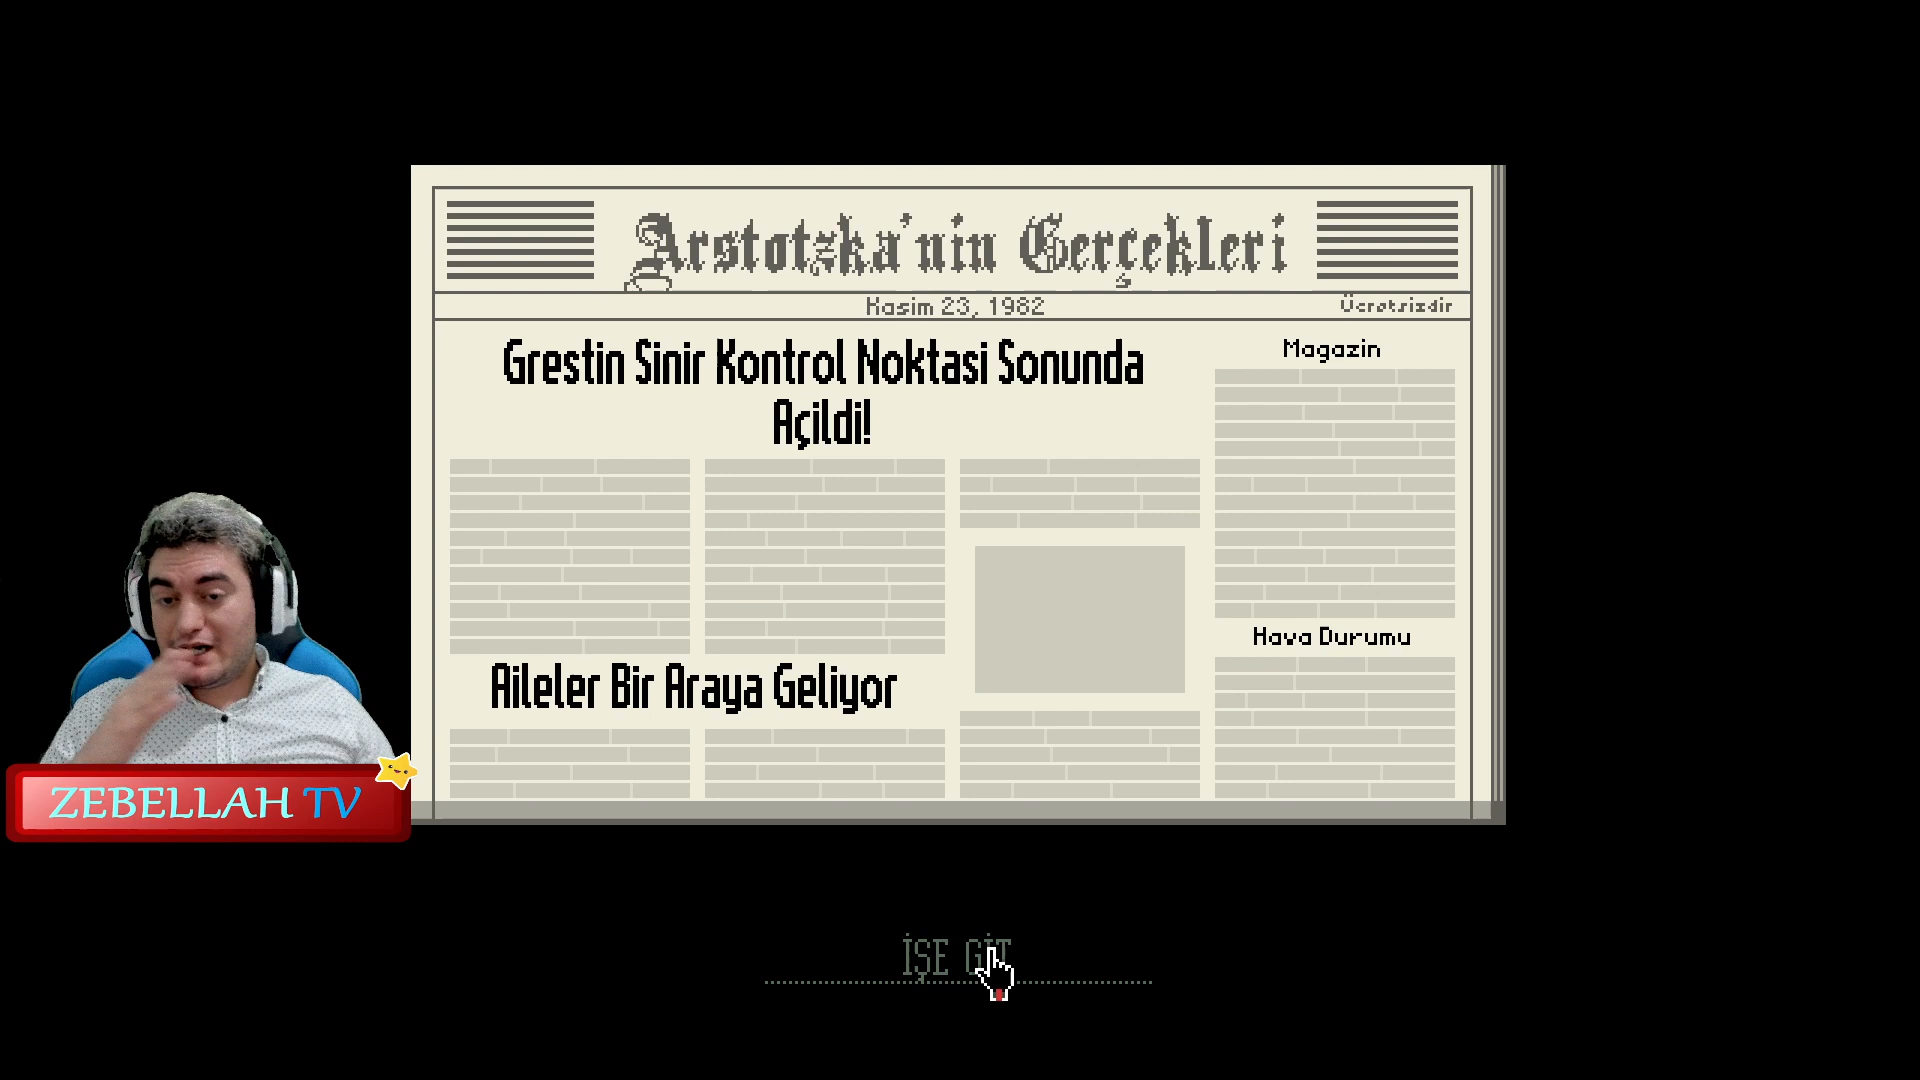 Arstotzka'nin Gerçekleri
Kasim 23, 1982
Ücretsizdir
Grestin Sinir Kontrol Noktasi Sonunda
Açildi!
Magazin
Aileler Bir Araya Geliyor
Hava Durumu
ZEBELLAH TV
İŞE GİT